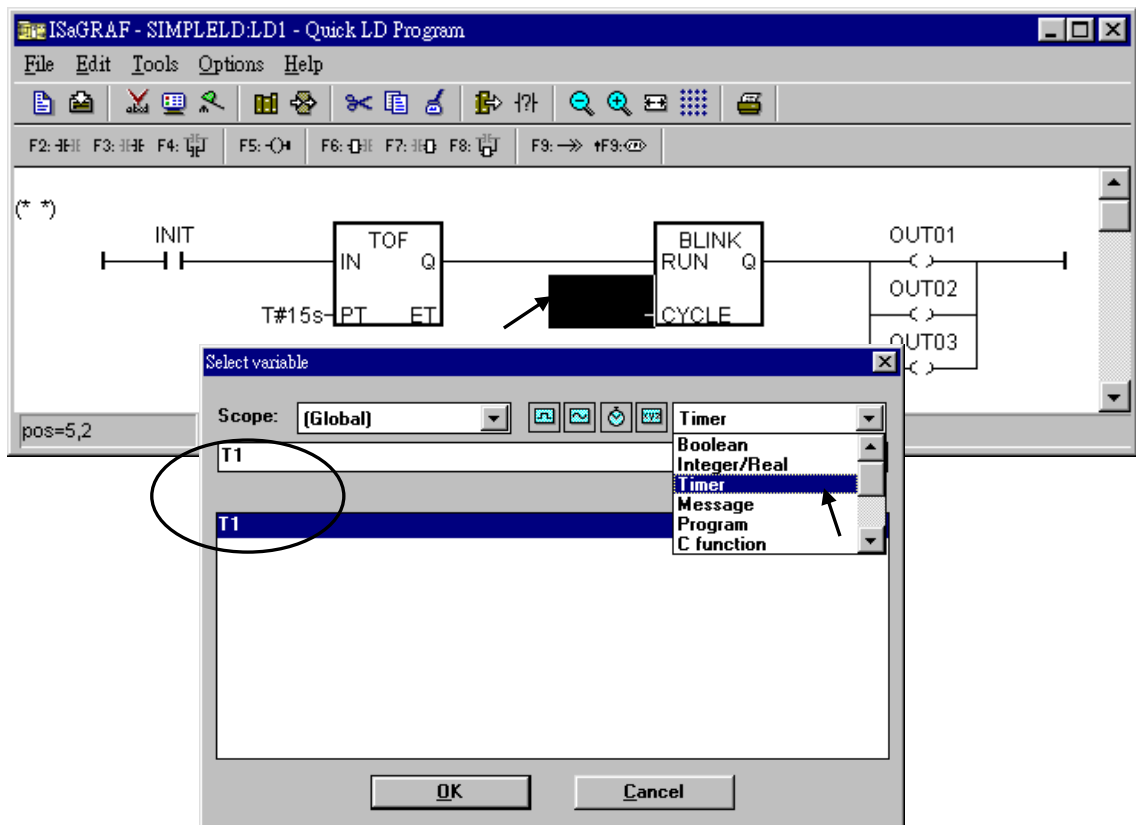 ISaGRAF - SIMPLELD:LD1 - Quick LD Program
File Edit Tools Options Help
F2: F3: F4: F5: F6: F7: F8: F9: F9:
(* *)
INIT TOF BLINK OUT01
IN Q RUN Q
OUT02
T#15s PT ET CYCLE
OUT03
Select variable
Scope: (Global) Timer
pos=5,2
Boolean
T1
Integer/Real
Timer
Message
T1
Program
C function
OK Cancel